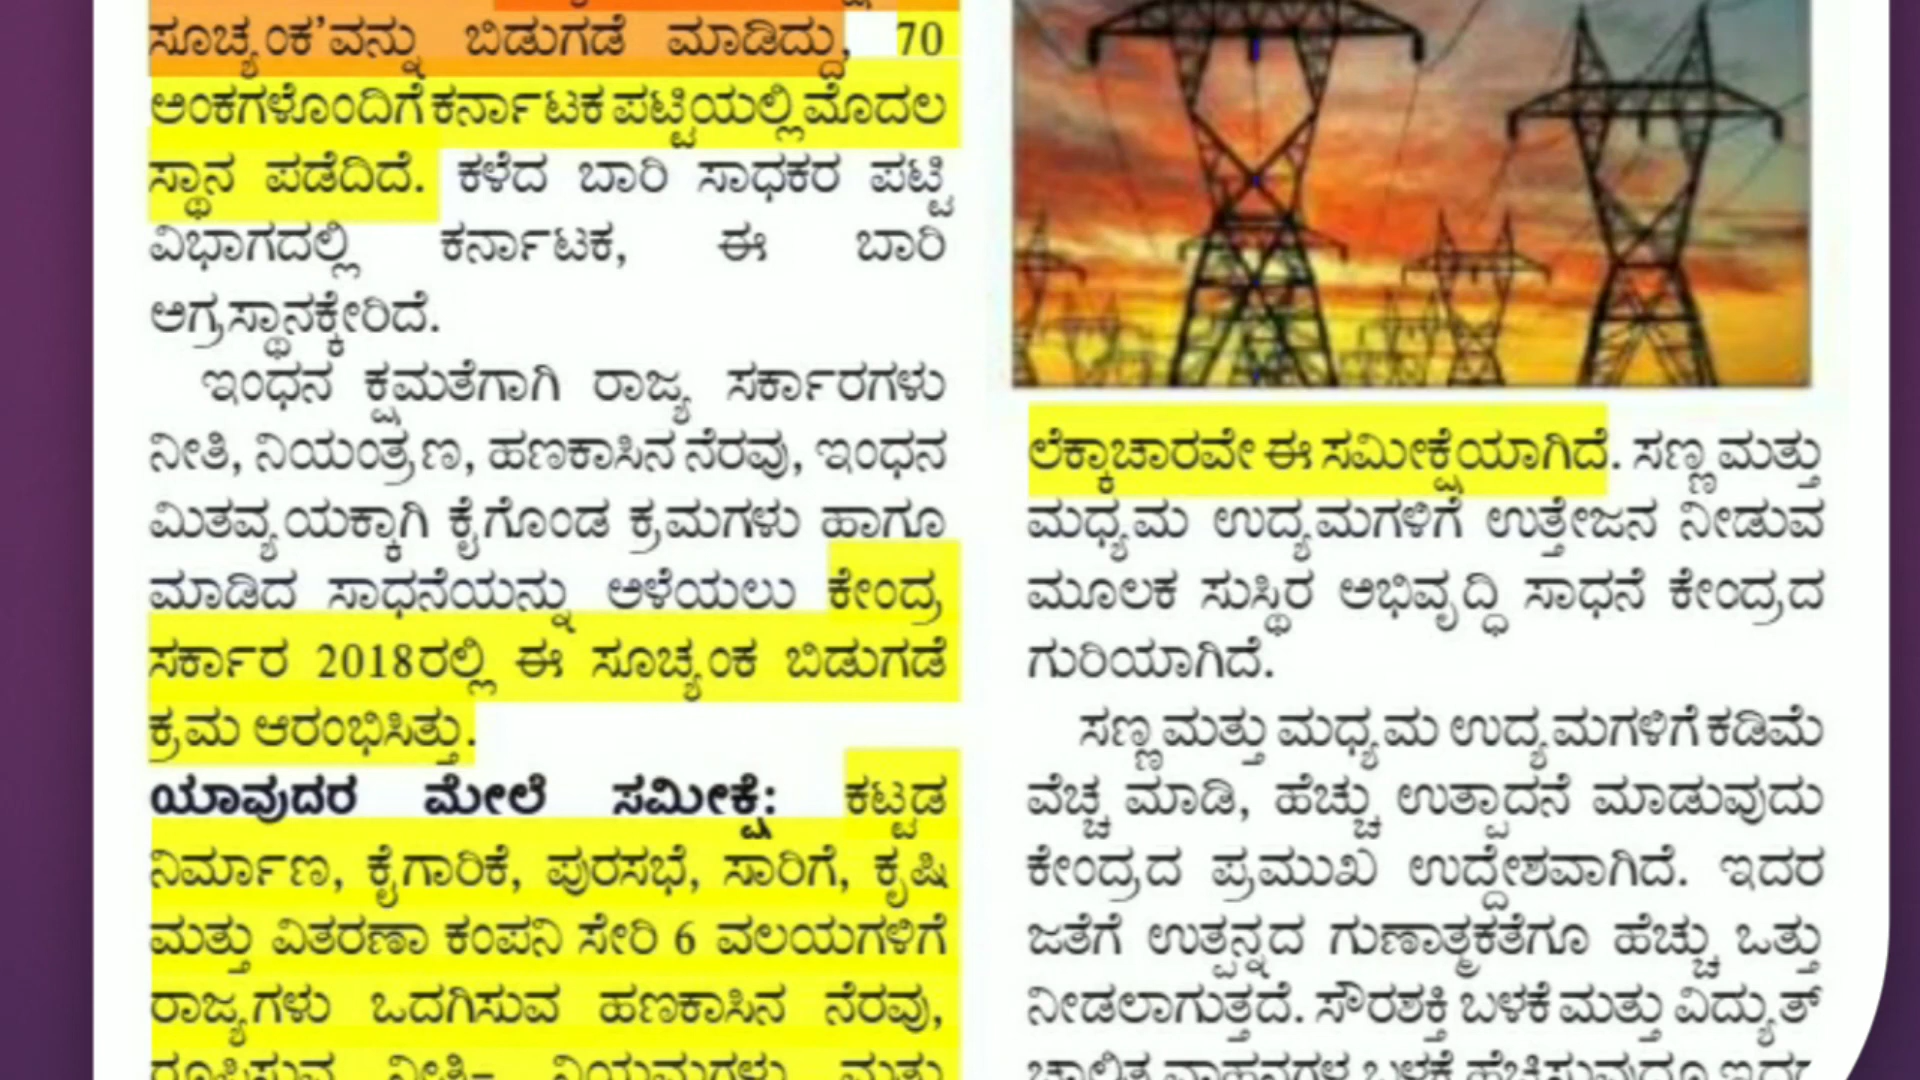 ಸೂಚ್ಯಂಕ'ವನ್ನು ಬಿಡುಗಡೆ ಮಾಡಿದ್ದು, 70
ಅಂಕಗಳೊಂದಿಗೆ ಕರ್ನಾಟಕ ಪಟ್ಟಿಯಲ್ಲಿ ಮೊದಲ
ಸ್ಥಾನ ಪಡೆದಿದೆ. ಕಳೆದ ಬಾರಿ ಸಾಧಕರ ಪಟ್ಟಿ
ವಿಭಾಗದಲ್ಲಿ ಕರ್ನಾಟಕ, ಈ ಬಾರಿ
ಅಗ್ರಸ್ಥಾನಕ್ಕೇರಿದೆ.
ಇಂಧನ ಕ್ಷಮತೆಗಾಗಿ ರಾಜ್ಯ ಸರ್ಕಾರಗಳು
ನೀತಿ, ನಿಯಂತ್ರಣ, ಹಣಕಾಸಿನ ನೆರವು, ಇಂಧನ
ಮಿತವ್ಯಯಕ್ಕಾಗಿ ಕೈಗೊಂಡ ಕ್ರಮಗಳು ಹಾಗೂ
ಮಾಡಿದ ಸಾಧನೆಯನ್ನು ಅಳೆಯಲು ಕೇಂದ್ರ
ಸರ್ಕಾರ 2018ರಲ್ಲಿ ಈ ಸೂಚ್ಯಂಕ ಬಿಡುಗಡೆ
ಕ್ರಮ ಆರಂಭಿಸಿತ್ತು.
ಯಾವುದರ ಮೇಲೆ ಸಮೀಕ್ಷೆ: ಕಟ್ಟಡ
ನಿರ್ಮಾಣ, ಕೈಗಾರಿಕೆ, ಪುರಸಭೆ, ಸಾರಿಗೆ, ಕೃಷಿ
ಮತ್ತು ವಿತರಣಾ ಕಂಪನಿ ಸೇರಿ 6 ವಲಯಗಳಿಗೆ
ರಾಜ್ಯಗಳು ಒದಗಿಸುವ ಹಣಕಾಸಿನ ನೆರವು,
ರೂಪಿಸುವ ನೀತಿ– ನಿಯಮಗಳು ಮತ್ತು
ಲೆಕ್ಕಾಚಾರವೇ ಈ ಸಮೀಕ್ಷೆಯಾಗಿದೆ. ಸಣ್ಣ ಮತ್ತು
ಮಧ್ಯಮ ಉದ್ಯಮಗಳಿಗೆ ಉತ್ತೇಜನ ನೀಡುವ
ಮೂಲಕ ಸುಸ್ಥಿರ ಅಭಿವೃದ್ಧಿ ಸಾಧನೆ ಕೇಂದ್ರದ
ಗುರಿಯಾಗಿದೆ.
ಸಣ್ಣ ಮತ್ತು ಮಧ್ಯಮ ಉದ್ಯಮಗಳಿಗೆ ಕಡಿಮೆ
ವೆಚ್ಚ ಮಾಡಿ, ಹೆಚ್ಚು ಉತ್ಪಾದನೆ ಮಾಡುವುದು
ಕೇಂದ್ರದ ಪ್ರಮುಖ ಉದ್ದೇಶವಾಗಿದೆ. ಇದರ
ಜತೆಗೆ ಉತ್ಪನ್ನದ ಗುಣಾತ್ಮಕತೆಗೂ ಹೆಚ್ಚು ಒತ್ತು
ನೀಡಲಾಗುತ್ತದೆ. ಸೌರಶಕ್ತಿ ಬಳಕೆ ಮತ್ತು ವಿದ್ಯುತ್
ಚಾಲಿತ ವಾಹನಗಳ ಬಳಕೆ ಹೆಚ್ಚಿಸುವುದೂ